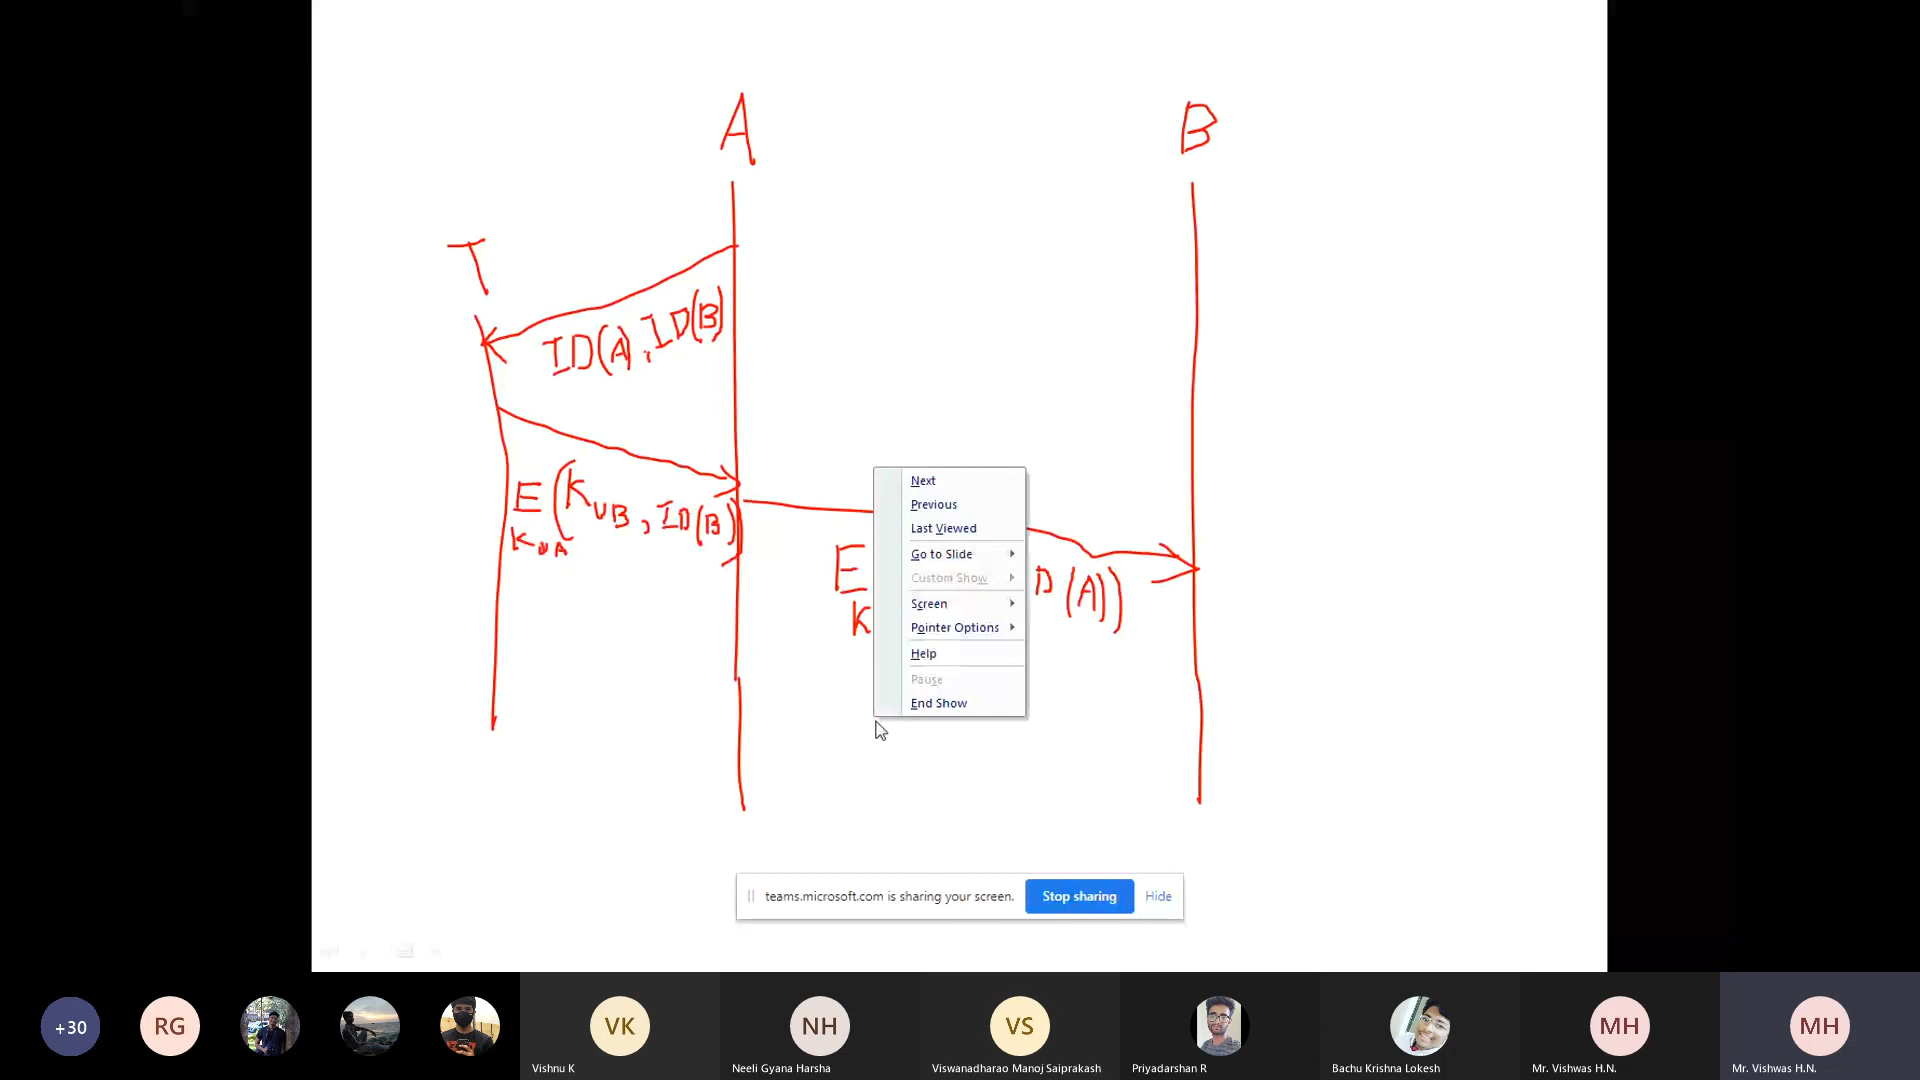 A
B
T
ID(A), ID(B)
E (KUB, ID(B))
KUA
E
D(A))
K
Next
Previous
Last Viewed
Go to Slide
Custom Show
Screen
Pointer Options
Help
Pause
End Show
teams.microsoft.com is sharing your screen. Stop sharing Hide
+30 RG VK NH VS MH MH
Vishnu K Neeli Gyana Harsha Viswanadharao Manoj Saiprakash Priyadarshan R Bachu Krishna Lokesh Mr. Vishwas H.N. Mr. Vishwas H.N.